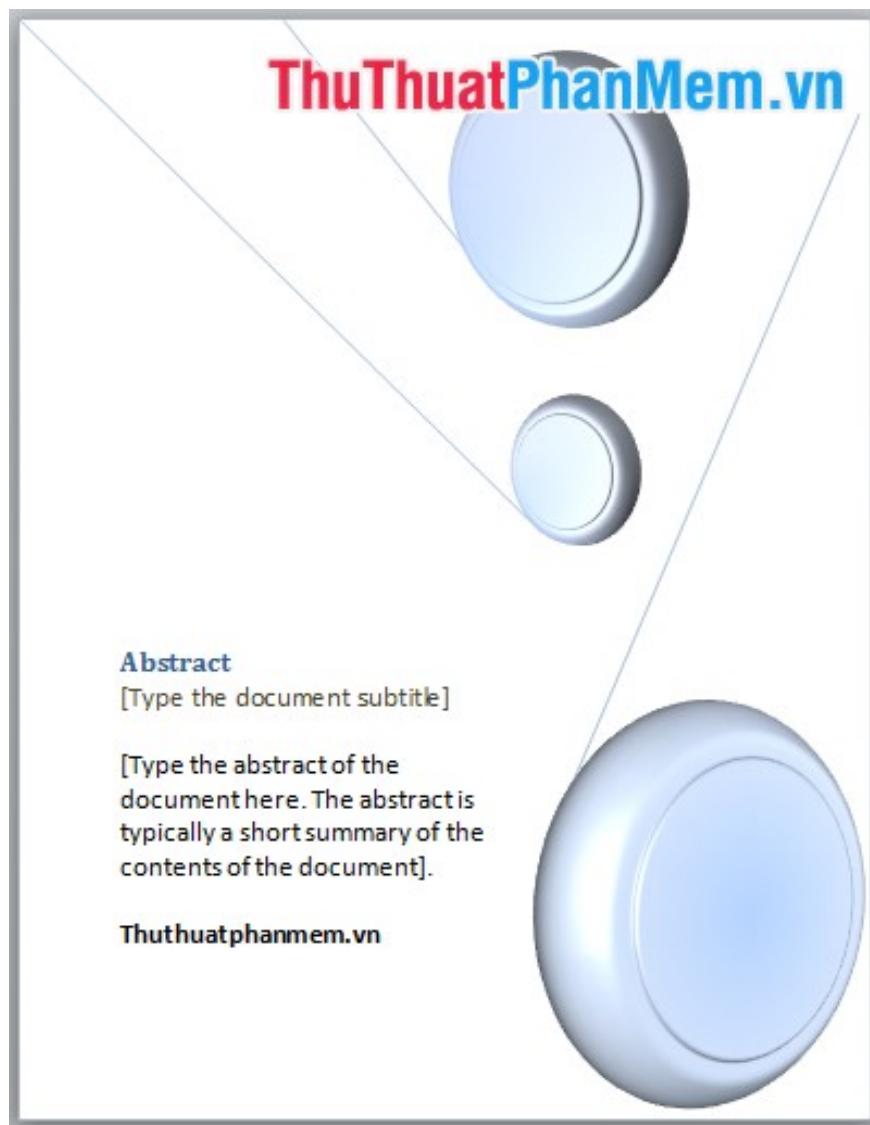 ThuThuatPhanMem.vn
Abstract
[Type the document subtitle]
[Type the abstract of the
document here. The abstract is
typically a short summary of the
contents of the document].
Thuthuatphanmem.vn